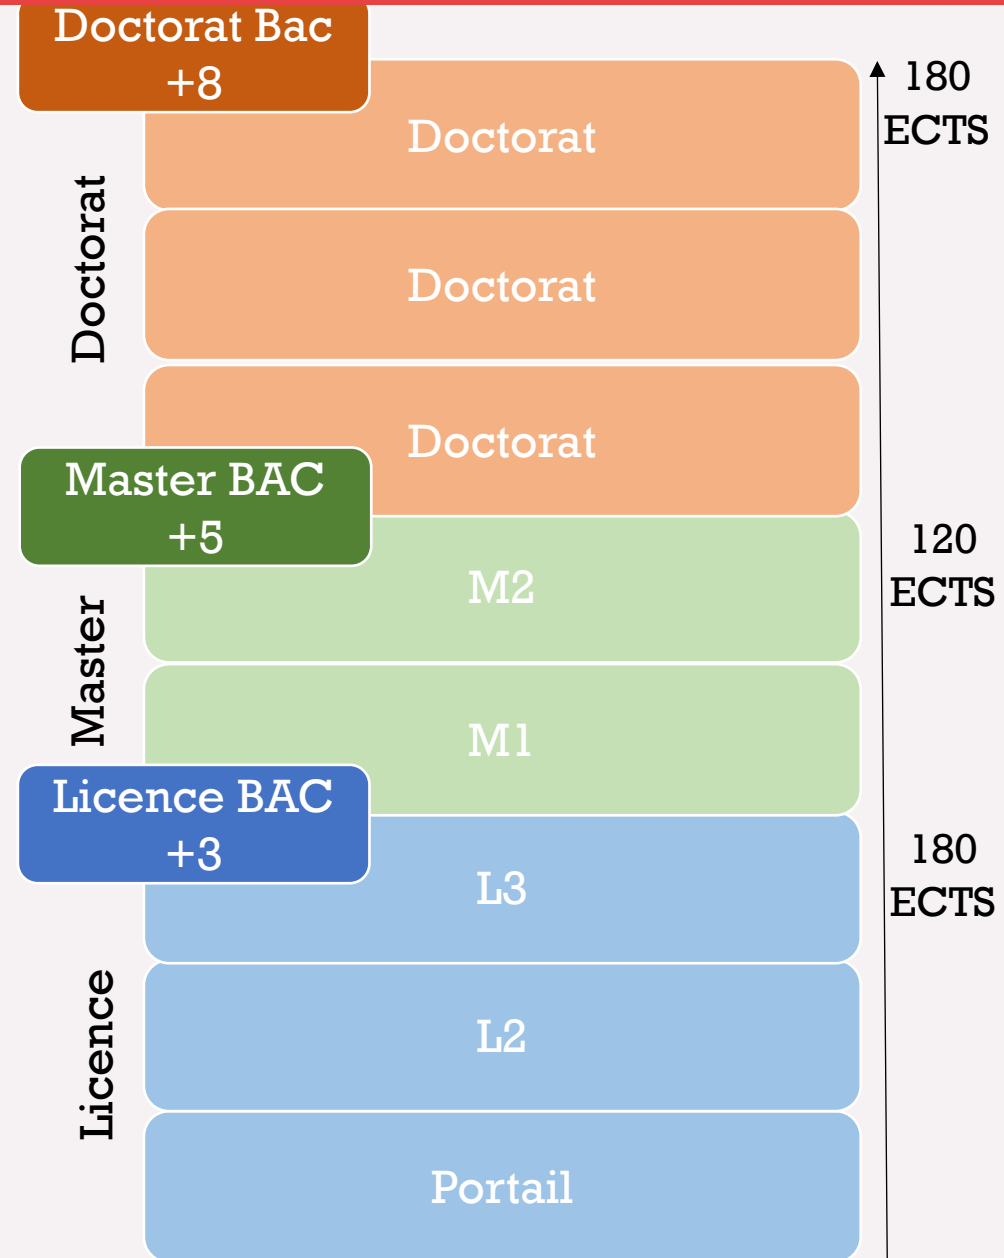 Doctorat Bac
+8
180
ECTS
Doctorat
Doctorat
Doctorat
Doctorat
Master BAC
+5
120
ECTS
M2
Master
M1
Licence BAC
+3
180
ECTS
L3
Licence
L2
Portail